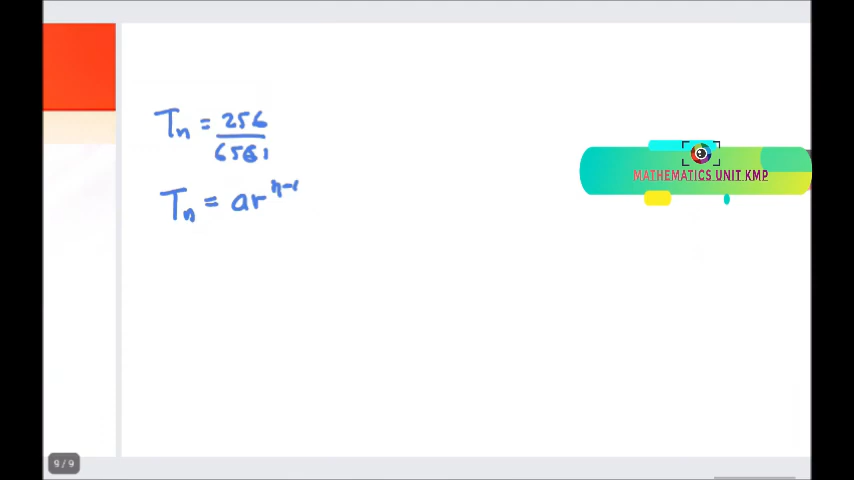 Tn = 256/6561
Tn = ar^n-1
MATHEMATICS UNIT KMP
9/9